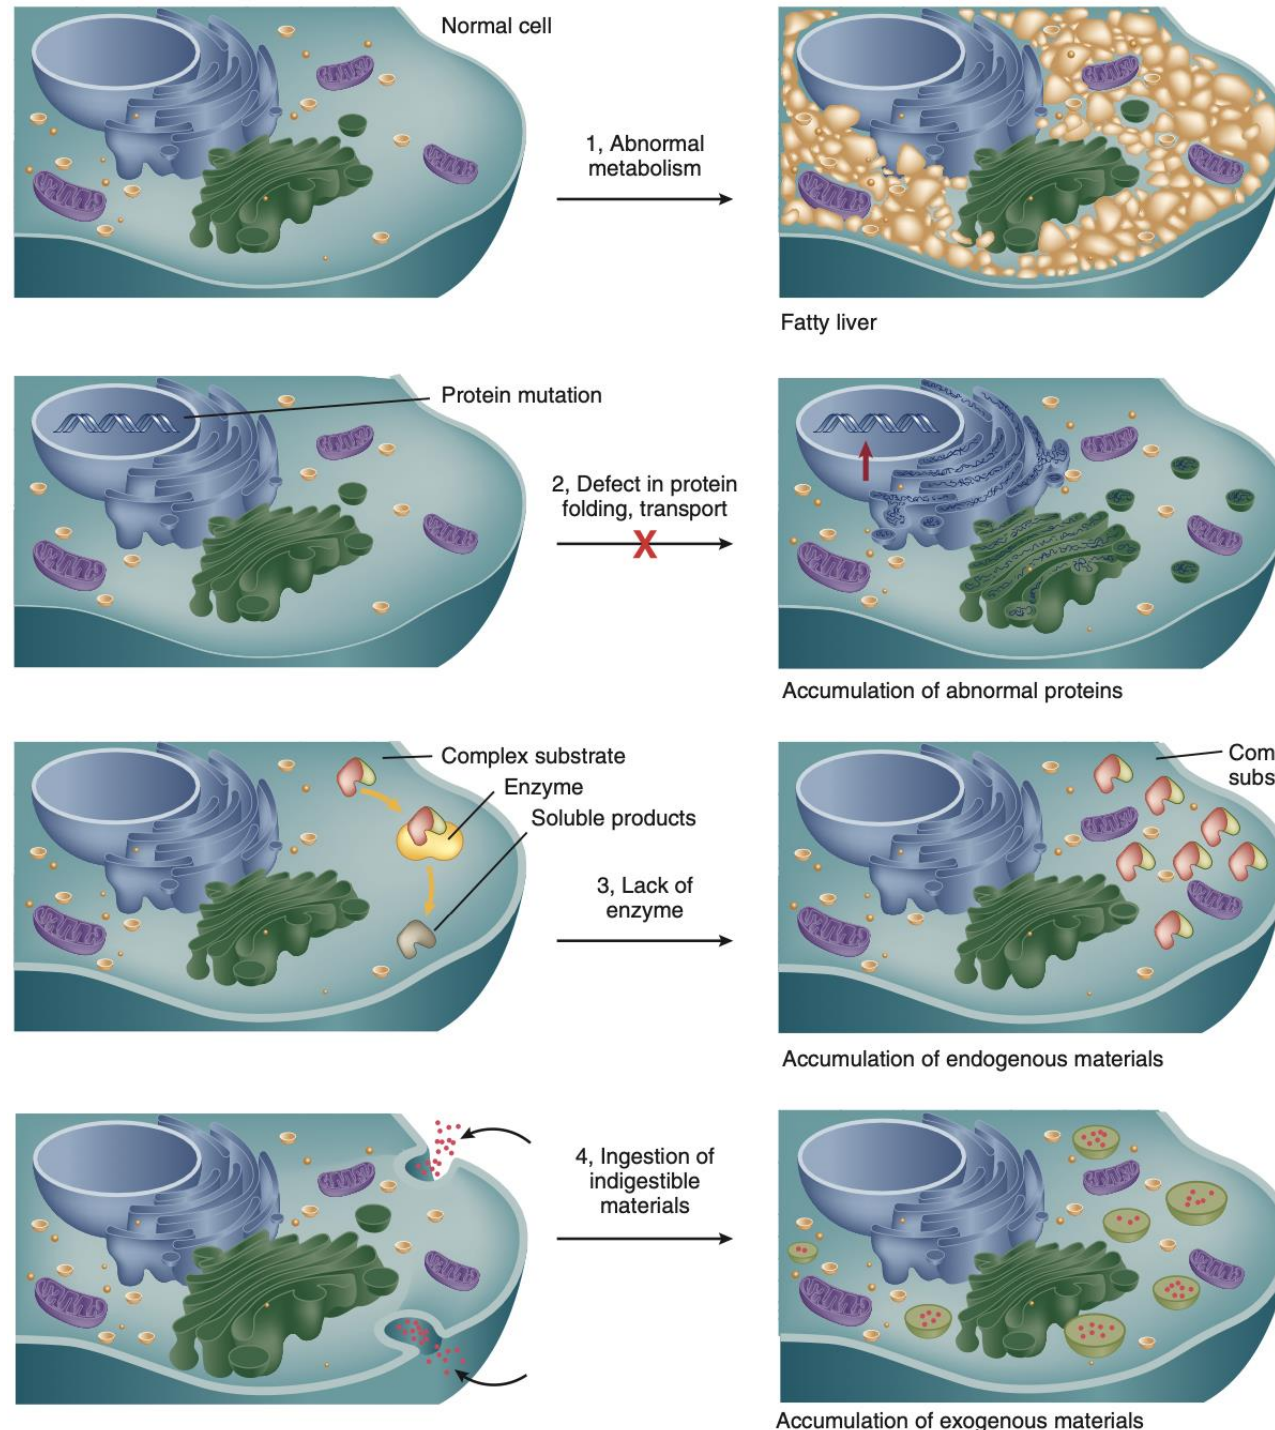 Normal cell
1, Abnormal
metabolism
Fatty liver
Protein mutation
2, Defect in protein
folding, transport
X
Accumulation of abnormal proteins
Complex substrate
Enzyme
Soluble products
3, Lack of
enzyme
Com
subs
Accumulation of endogenous materials
4, Ingestion of
indigestible
materials
Accumulation of exogenous materials